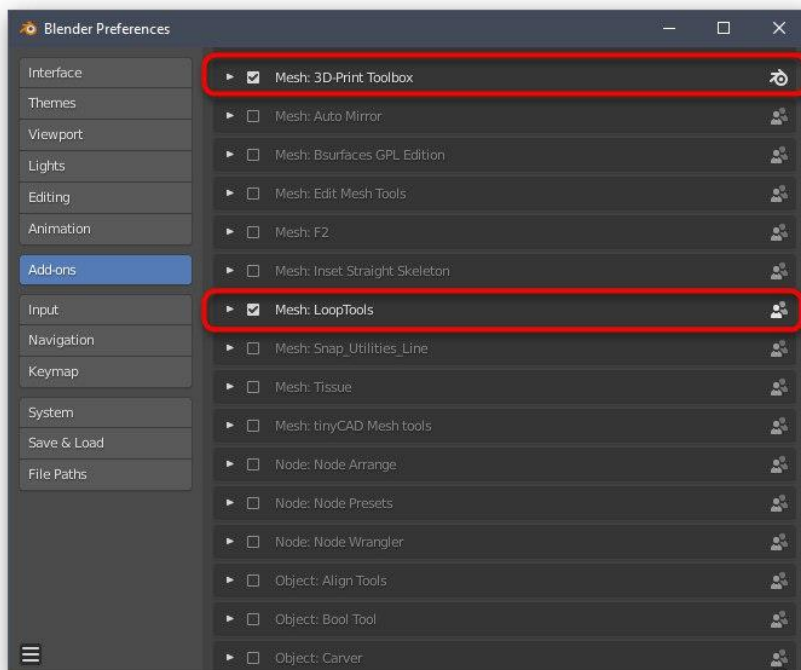 Blender Preferences
Interface
Themes
Viewport
Lights
Editing
Animation
Add-ons
Input
Navigation
Keymap
System
Save & Load
File Paths
Mesh: 3D-Print Toolbox
Mesh: Auto Mirror
Mesh: Bsurfaces GPL Edition
Mesh: Edit Mesh Tools
Mesh: F2
Mesh: Inset Straight Skeleton
Mesh: LoopTools
Mesh: Snap_Utilities_Line
Mesh: Tissue
Mesh: tinyCAD Mesh tools
Node: Node Arrange
Node: Node Presets
Node: Node Wrangler
Object: Align Tools
Object: Bool Tool
Object: Carver